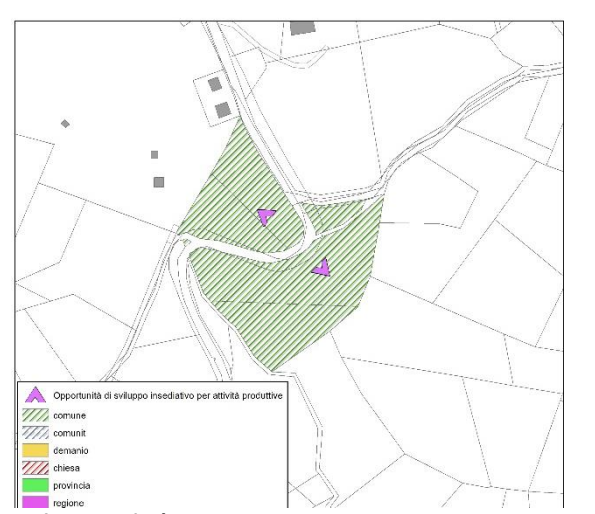 Opportunità di sviluppo insediativo per attività produttive
comune
comunit
demanio
chiesa
provincia
regione